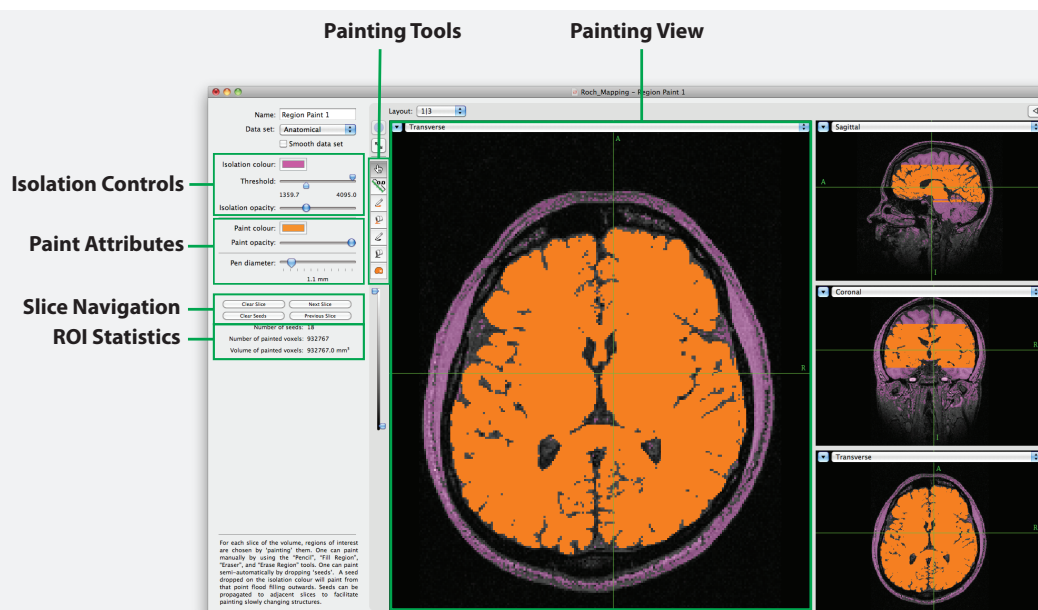 Painting Tools
Painting View
Roch_Mapping - Region Paint 1
Name: Region Paint 1
Data set: Anatomical
Smooth data set
Layout: 1|3
Transverse
Sagittal
Isolation Controls
Isolation colour:
Threshold:
1359.7 4095.0
Isolation opacity:
Paint Attributes
Paint colour:
Paint opacity:
Pen diameter:
1.1 mm
Slice Navigation
Clear Slice Next Slice
Clear Seeds Previous Slice
ROI Statistics
Number of seeds: 18
Number of painted voxels: 932767
Volume of painted voxels: 932767.0 mm³
A
R
A
I
Coronal
R
I
Transverse
A
R
For each slice of the volume, regions of interest
are chosen by 'painting' them. One can paint
manually by using the "Pencil", "Fill Region",
"Eraser", and "Erase Region" tools. One can paint
semi-automatically by dropping 'seeds'. A seed
dropped on the isolation colour will paint from
that point flood filling outwards. Seeds can be
propagated to adjacent slices to facilitate
painting slowly changing structures.